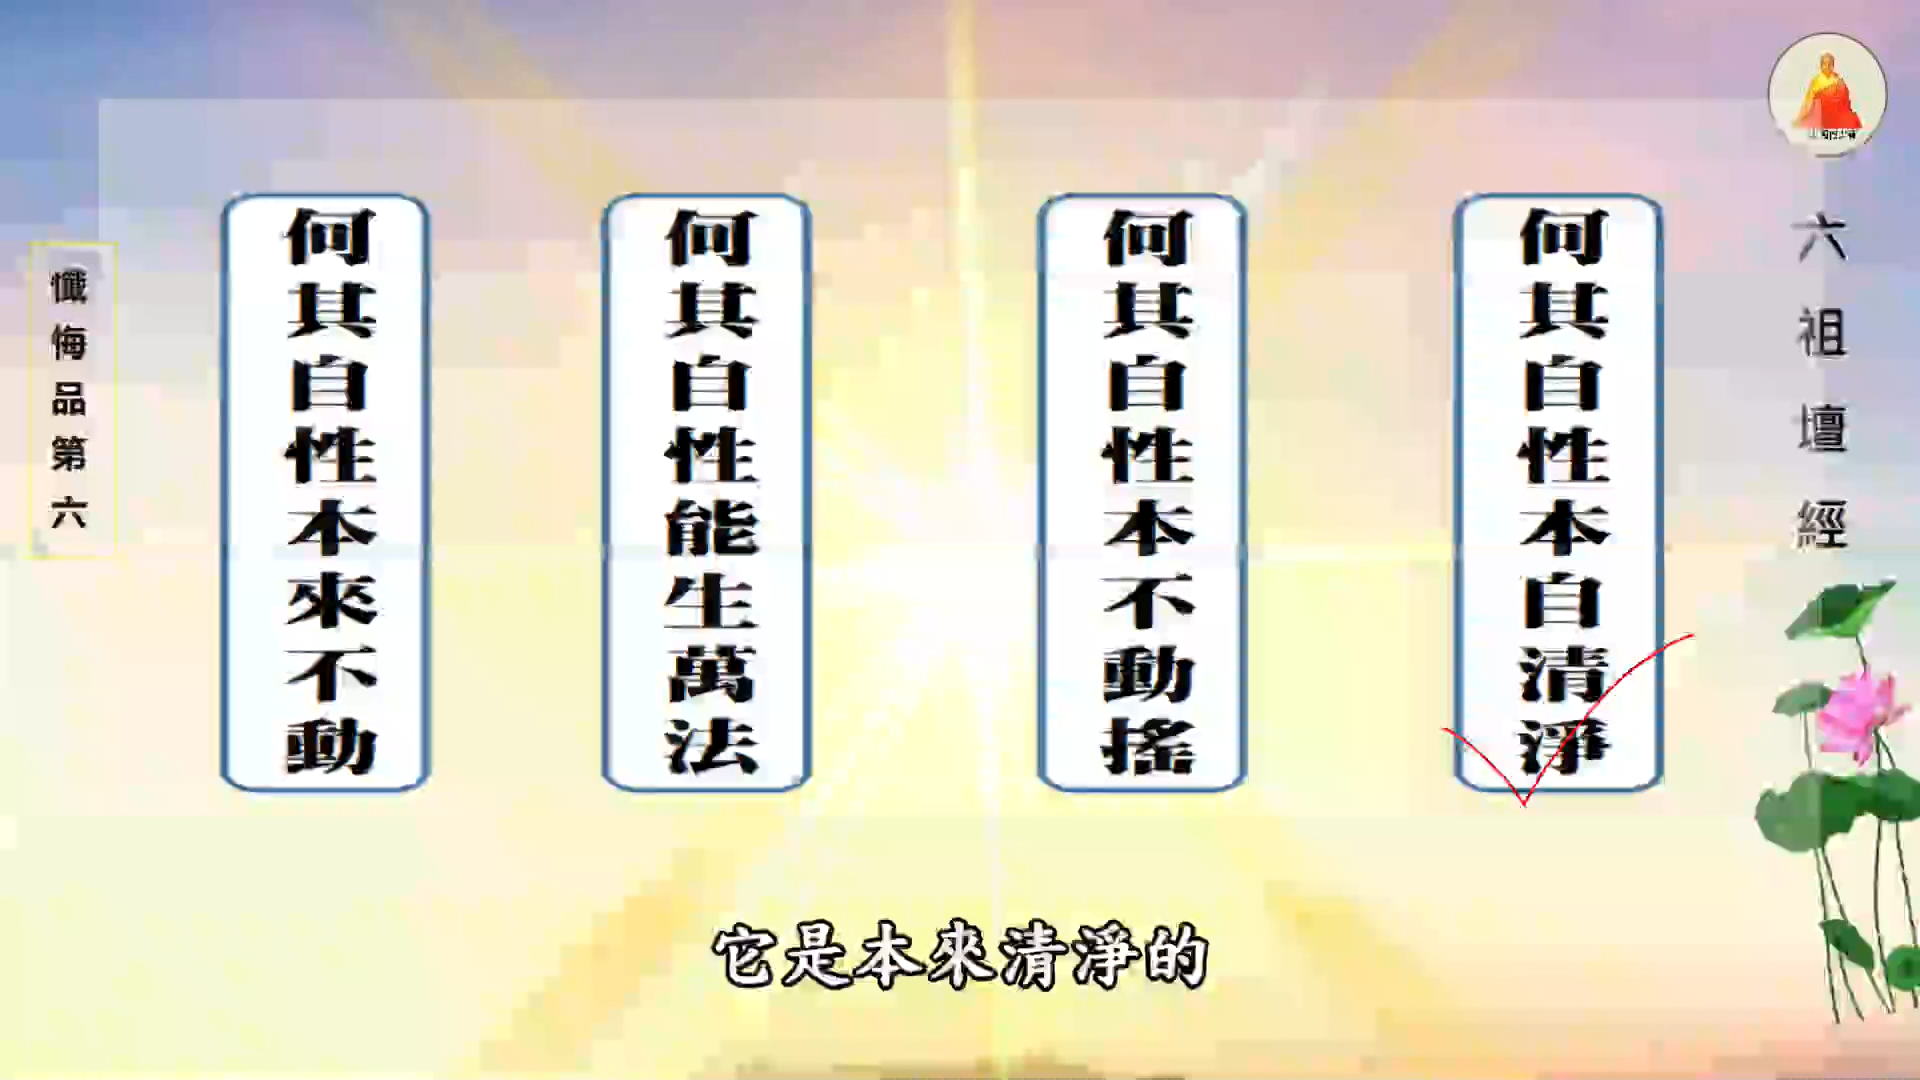 六祖壇經
何其自性本自清淨
何其自性本不動搖
何其自性能生萬法
何其自性本來不動
懺悔品第六
它是本來清淨的